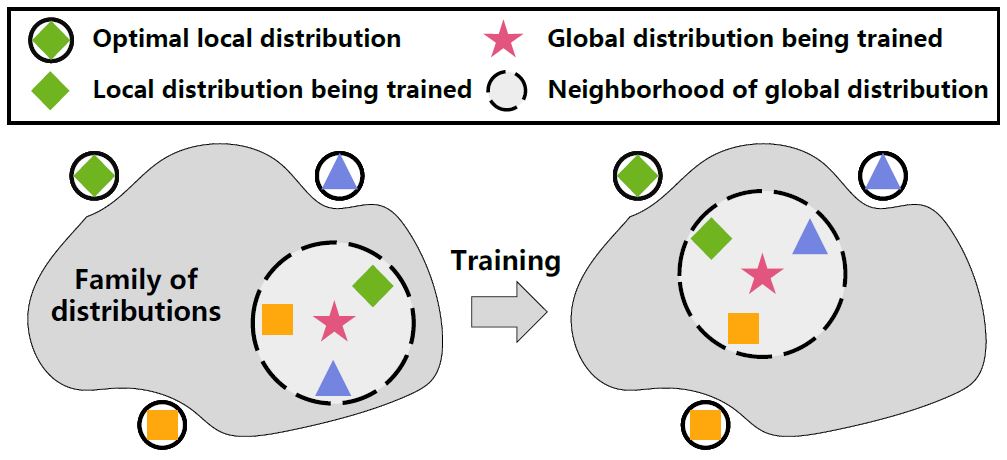 Optimal local distribution
Global distribution being trained
Local distribution being trained
Neighborhood of global distribution
Family of
distributions
Training